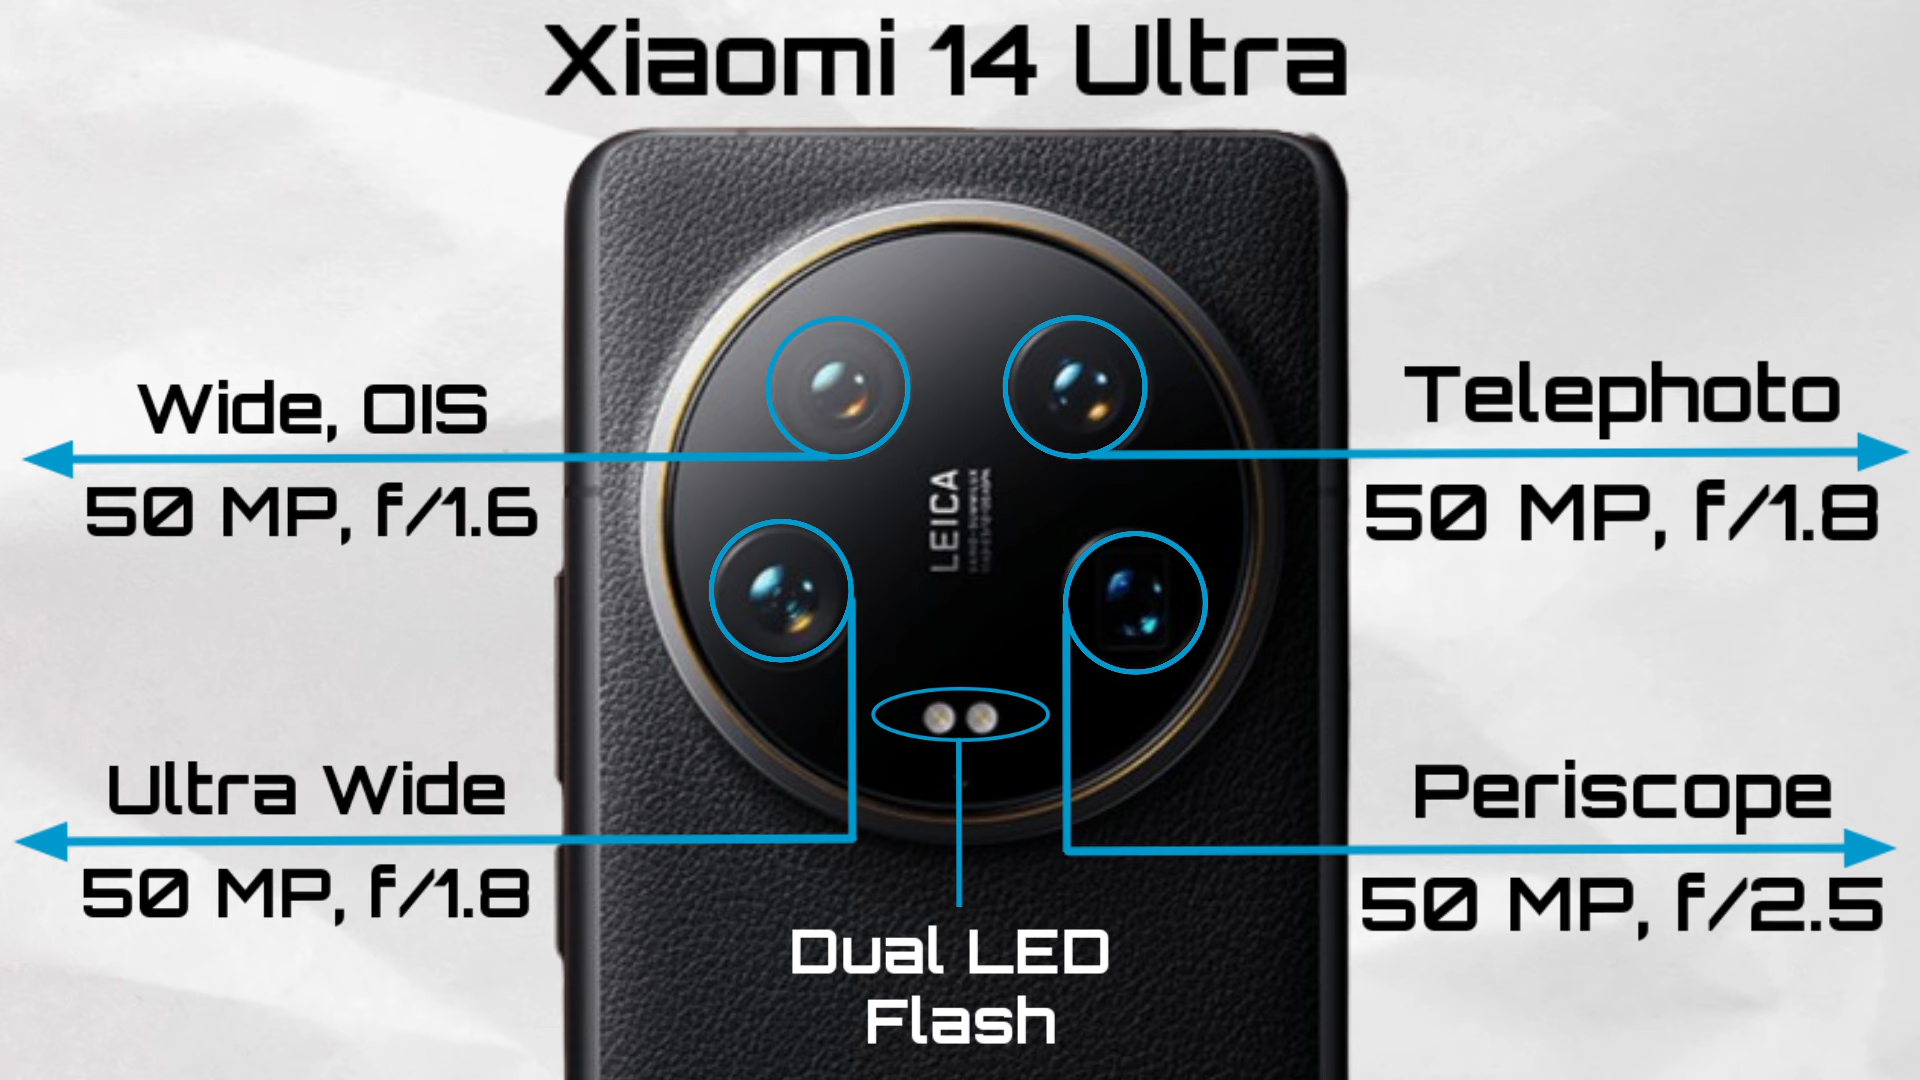 Xiaomi 14 Ultra
Wide, OIS
50 MP, f/1.6
Telephoto
50 MP, f/1.8
LEICA
Ultra Wide
50 MP, f/1.8
Periscope
50 MP, f/2.5
Dual LED
Flash